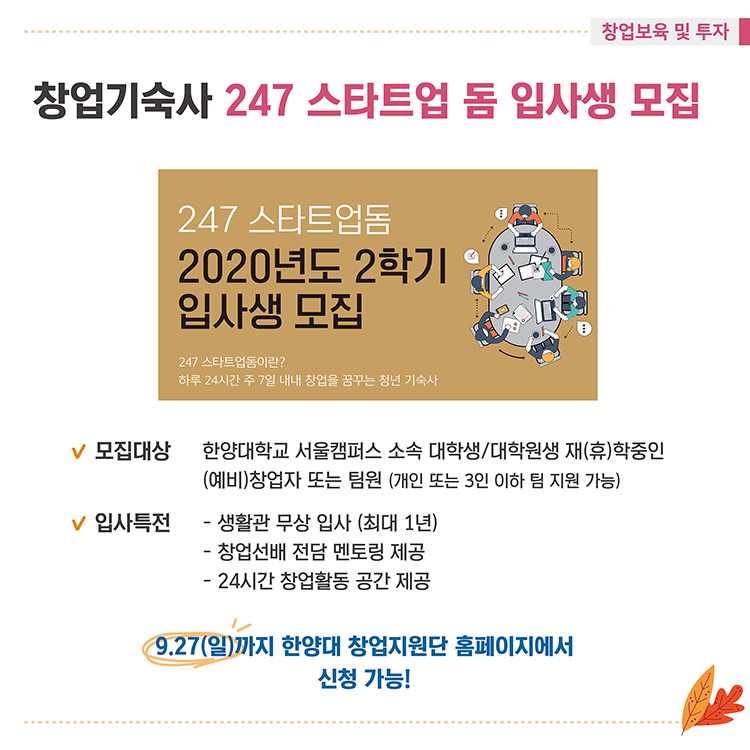 창업보육 및 투자
창업기숙사 247 스타트업 돔 입사생 모집
247 스타트업돔
2020년도 2학기
입사생 모집
247 스타트업돔이란?
하루 24시간 주 7일 내내 창업을 꿈꾸는 청년 기숙사
모집대상 한양대학교 서울캠퍼스 소속 대학생/대학원생 재(휴)학중인
(예비)창업자 또는 팀원 (개인 또는 3인 이하 팀 지원 가능)
입사특전 - 생활관 무상 입사 (최대 1년)
- 창업선배 전담 멘토링 제공
- 24시간 창업활동 공간 제공
9.27(일)까지 한양대 창업지원단 홈페이지에서
신청 가능!